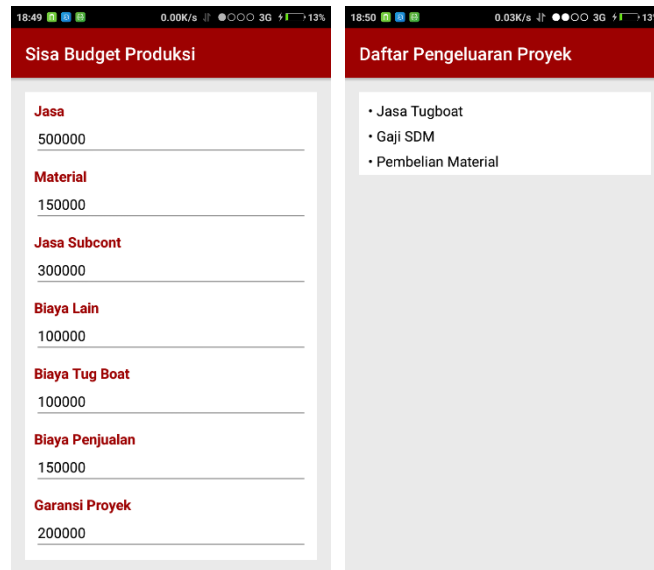 18:49 0.00K/s 3G 13%
Sisa Budget Produksi
Jasa
500000
Material
150000
Jasa Subcont
300000
Biaya Lain
100000
Biaya Tug Boat
100000
Biaya Penjualan
150000
Garansi Proyek
200000
18:50 0.03K/s 3G 13%
Daftar Pengeluaran Proyek
• Jasa Tugboat
• Gaji SDM
• Pembelian Material